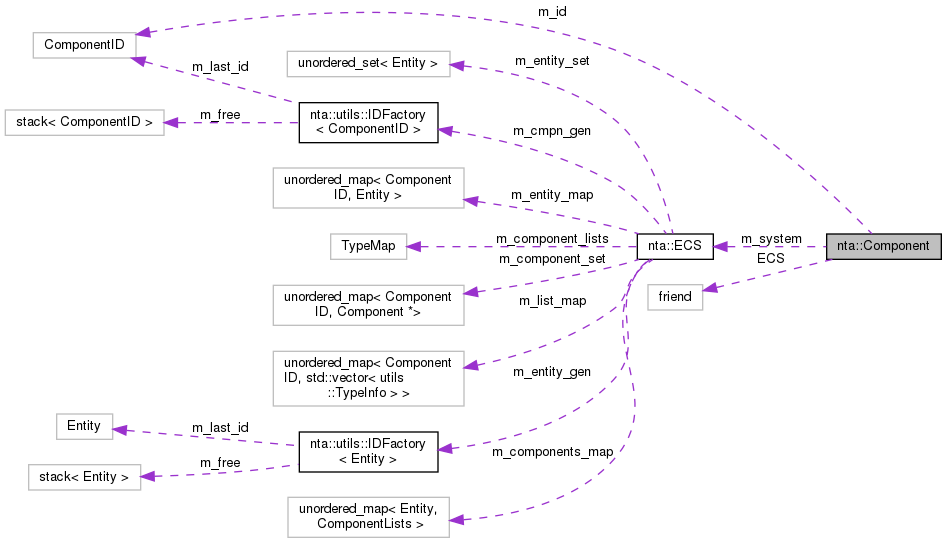 m_id
ComponentID
m_last_id
unordered_set< Entity >
m_entity_set
stack< ComponentID >
m_free
nta::utils::IDFactory
< ComponentID >
m_cmpn_gen
unordered_map< Component
ID, Entity >
m_entity_map
TypeMap
m_component_lists
nta::ECS
m_system
nta::Component
m_component_set
ECS
unordered_map< Component
ID, Component *>
friend
m_list_map
unordered_map< Component
ID, std::vector< utils
::TypeInfo > >
m_entity_gen
Entity
m_last_id
nta::utils::IDFactory
< Entity >
m_components_map
m_free
stack< Entity >
unordered_map< Entity,
ComponentLists >